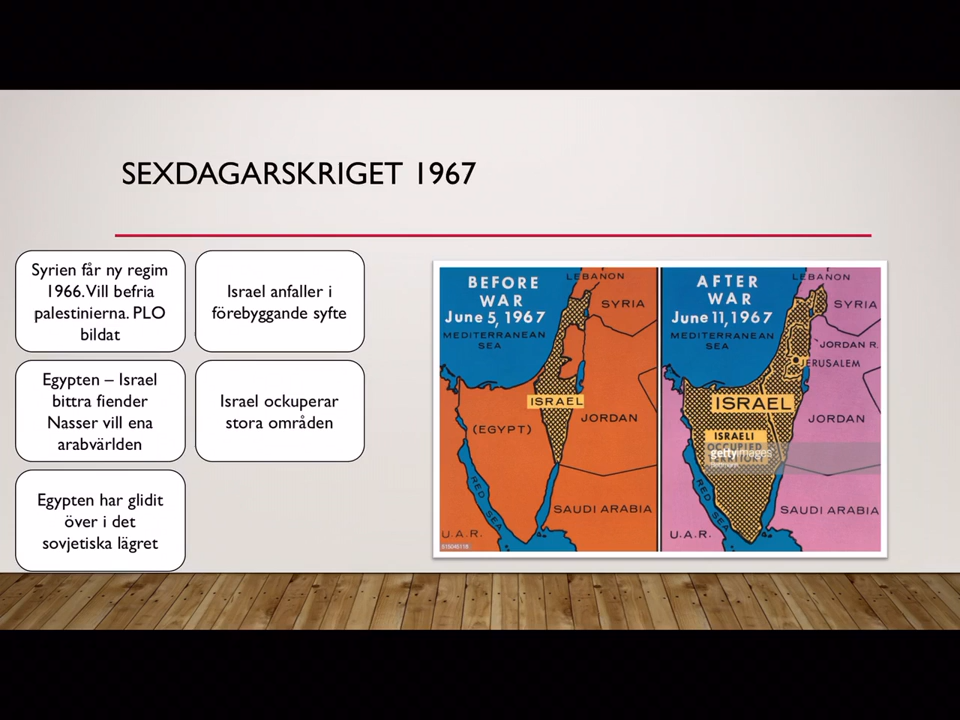 SEXDAGARSKRIGET 1967
Syrien får ny regim
1966. Vill befria
palestinierna. PLO
bildat
Israel anfaller i
förebyggande syfte
Egypten – Israel
bittra fiender
Nasser vill ena
arabvärlden
Israel ockuperar
stora områden
Egypten har glidit
över i det
sovjetiska lägret
BEFORE
WAR
June 5, 1967
MEDITERRANEAN
SEA
LEBANON
SYRIA
ISRAEL
JORDAN
(EGYPT)
RED SEA
SAUDI ARABIA
U.A.R.
AFTER
WAR
June 11, 1967
MEDITERRANEAN
SEA
LEBANON
SYRIA
JORDAN R.
JERUSALEM
ISRAEL
JORDAN
ISRAELI
OCCUPIED
gettyimages
Bettmann
RED SEA
SAUDI ARABIA
U.A.R.